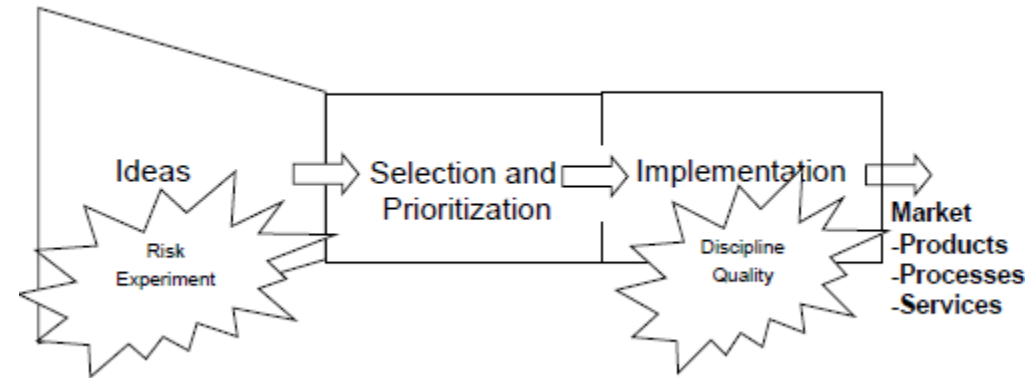 Ideas
Selection and
Prioritization
Implementation
Risk
Experiment
Discipline
Quality
Market
-Products
-Processes
-Services